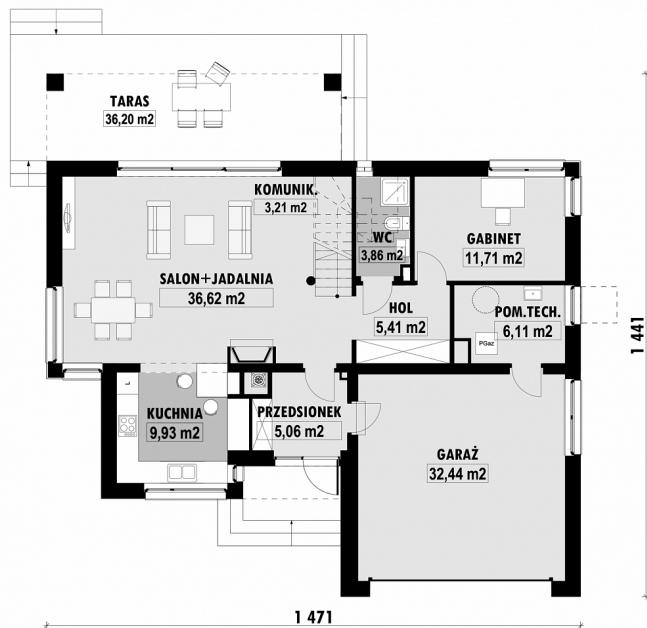 TARAS
36,20 m2
KOMUNIK.
3,21 m2
WC
3,86 m2
GABINET
11,71 m2
SALON+JADALNIA
36,62 m2
HOL
5,41 m2
POM.TECH.
6,11 m2
PGaz
1 441
L
KUCHNIA
9,93 m2
PRZEDSIONEK
5,06 m2
GARAŻ
32,44 m2
1 471